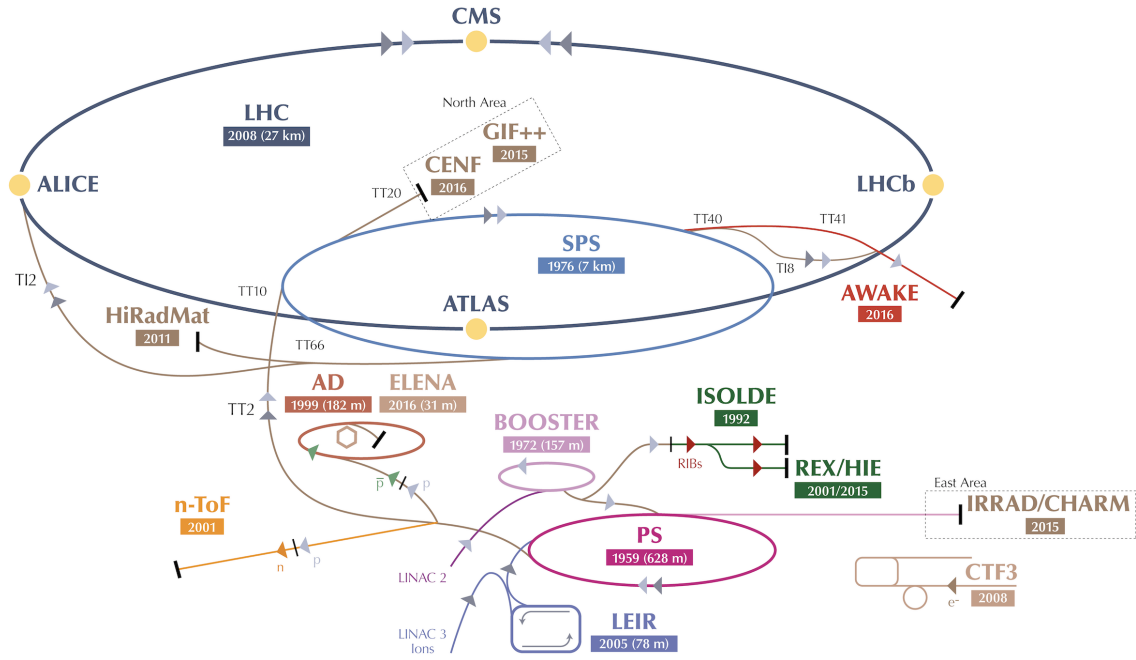 CMS
North Area
LHC
2008 (27 km)
GIF++
2015
CENF
2016
ALICE
TT20
LHCb
TT40
TT41
SPS
1976 (7 km)
TI8
TI2
TT10
AWAKE
2016
ATLAS
HiRadMat
2011
TT66
AD
1999 (182 m)
ELENA
2016 (31 m)
TT2
ISOLDE
1992
BOOSTER
1972 (157 m)
RIBs
REX/HIE
2001/2015
p̅
p
East Area
n-ToF
2001
IRRAD/CHARM
2015
PS
1959 (628 m)
n
p
LINAC 2
CTF3
2008
e-
LEIR
2005 (78 m)
LINAC 3
Ions